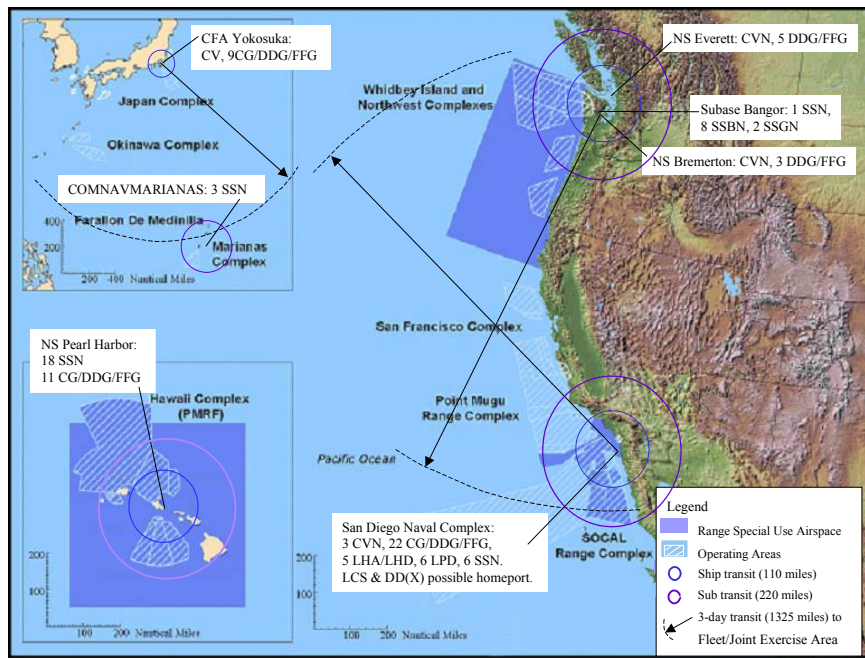 CFA Yokosuka:
CV, 9CG/DDG/FFG
Japan Complex
Okinawa Complex
COMNAVMARIANAS: 3 SSN
Farallon De Medinilla
Marianas
Complex
400
200
200 400 Nautical Miles
NS Everett: CVN, 5 DDG/FFG
Whidbey Island and
Northwest Complexes
Subase Bangor: 1 SSN,
8 SSBN, 2 SSGN
NS Bremerton: CVN, 3 DDG/FFG
San Francisco Complex
Point Mugu
Range Complex
Pacific Ocean
NS Pearl Harbor:
18 SSN
11 CG/DDG/FFG
Hawaii Complex
(PMRF)
200
100
100 200 Nautical Miles
San Diego Naval Complex:
3 CVN, 22 CG/DDG/FFG,
5 LHA/LHD, 6 LPD, 6 SSN.
LCS & DD(X) possible homeport.
SOCAL
Range Complex
200
100
100 200 Nautical Miles
Legend
Range Special Use Airspace
Operating Areas
Ship transit (110 miles)
Sub transit (220 miles)
3-day transit (1325 miles) to
Fleet/Joint Exercise Area